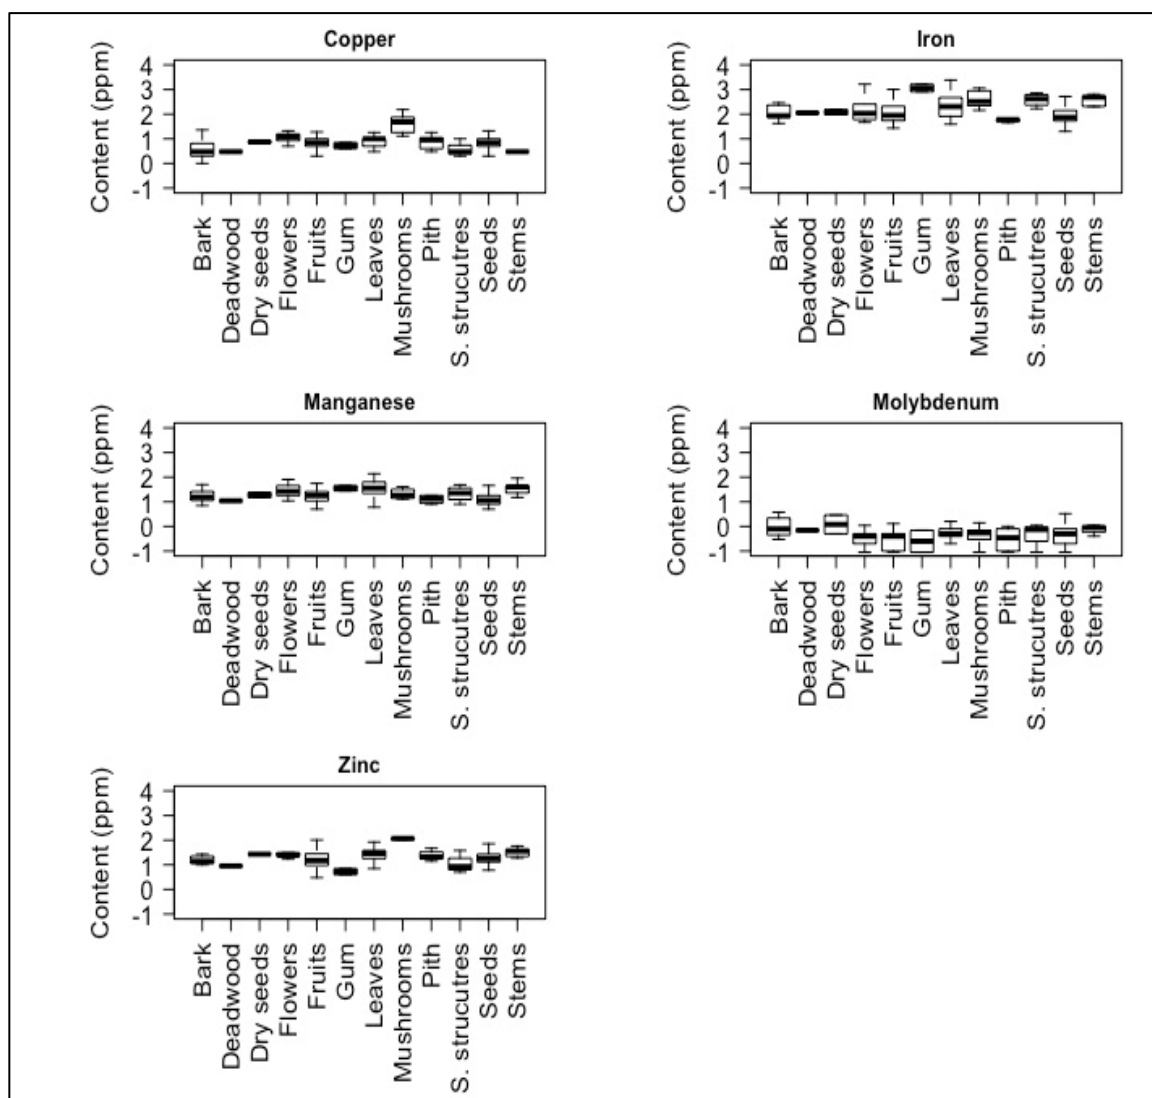 Copper
Content (ppm)
4
3
2
1
0
-1
Bark
Deadwood
Dry seeds
Flowers
Fruits
Gum
Leaves
Mushrooms
Pith
S. strucutres
Seeds
Stems
Iron
Content (ppm)
4
3
2
1
0
-1
Bark
Deadwood
Dry seeds
Flowers
Fruits
Gum
Leaves
Mushrooms
Pith
S. strucutres
Seeds
Stems
Manganese
Content (ppm)
4
3
2
1
0
-1
Bark
Deadwood
Dry seeds
Flowers
Fruits
Gum
Leaves
Mushrooms
Pith
S. strucutres
Seeds
Stems
Molybdenum
Content (ppm)
4
3
2
1
0
-1
Bark
Deadwood
Dry seeds
Flowers
Fruits
Gum
Leaves
Mushrooms
Pith
S. strucutres
Seeds
Stems
Zinc
Content (ppm)
4
3
2
1
0
-1
Bark
Deadwood
Dry seeds
Flowers
Fruits
Gum
Leaves
Mushrooms
Pith
S. strucutres
Seeds
Stems